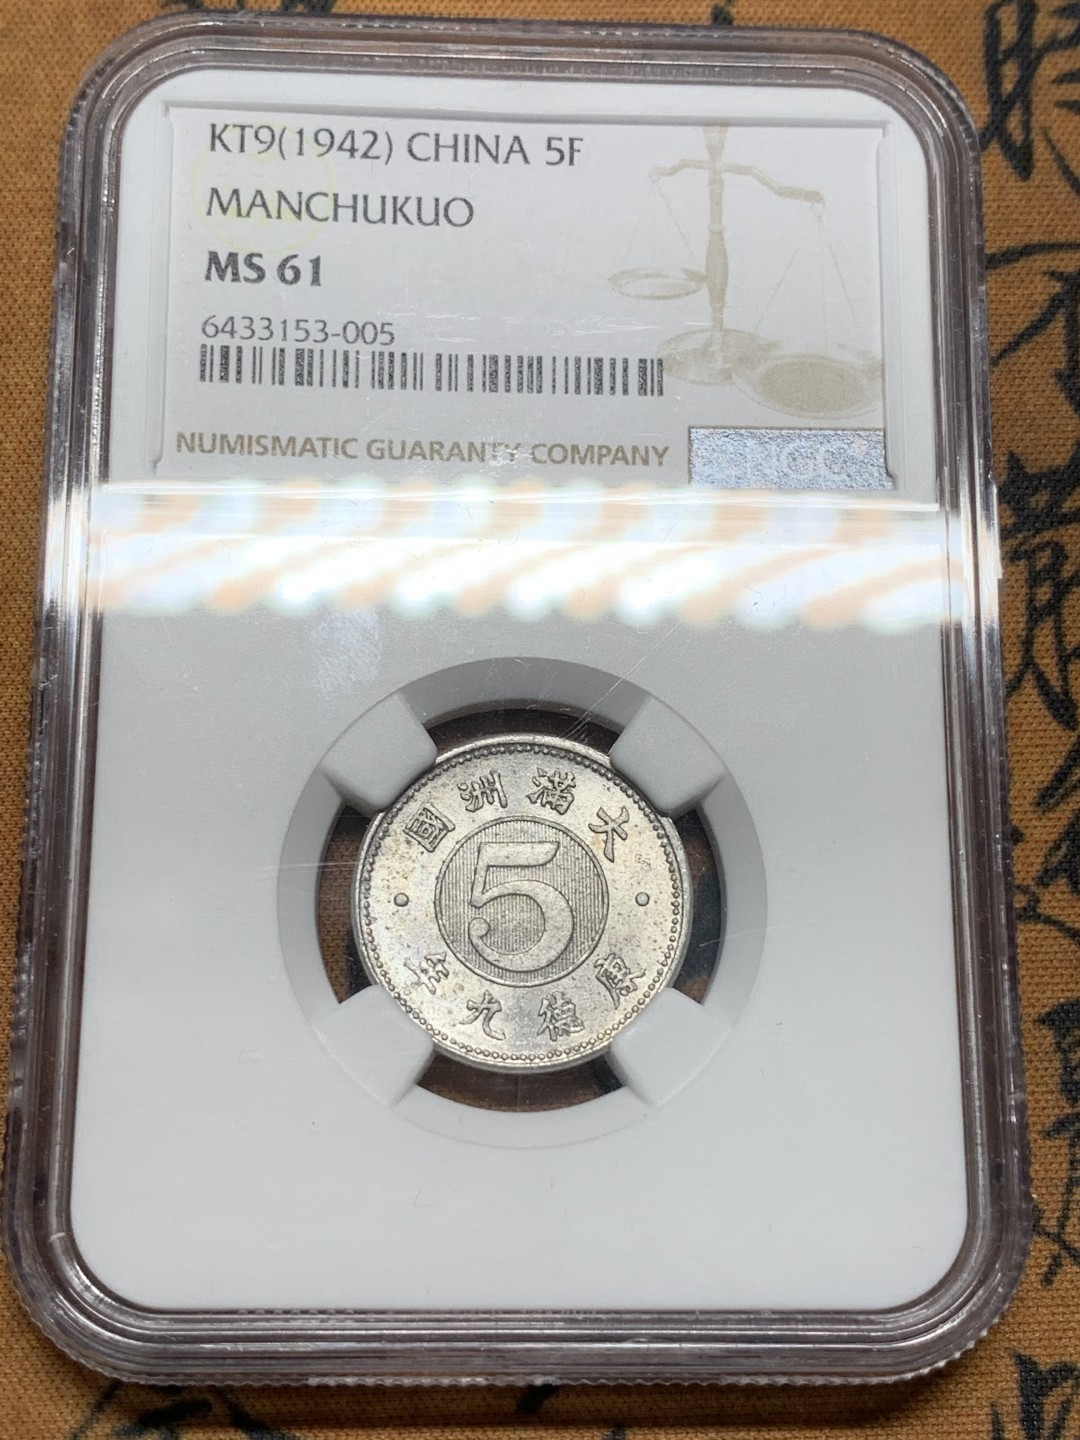 KT9(1942) CHINA 5F
MANCHUKUO
MS 61
6433153-005
NUMISMATIC GUARANTY COMPANY
大滿洲國
5
康德九年